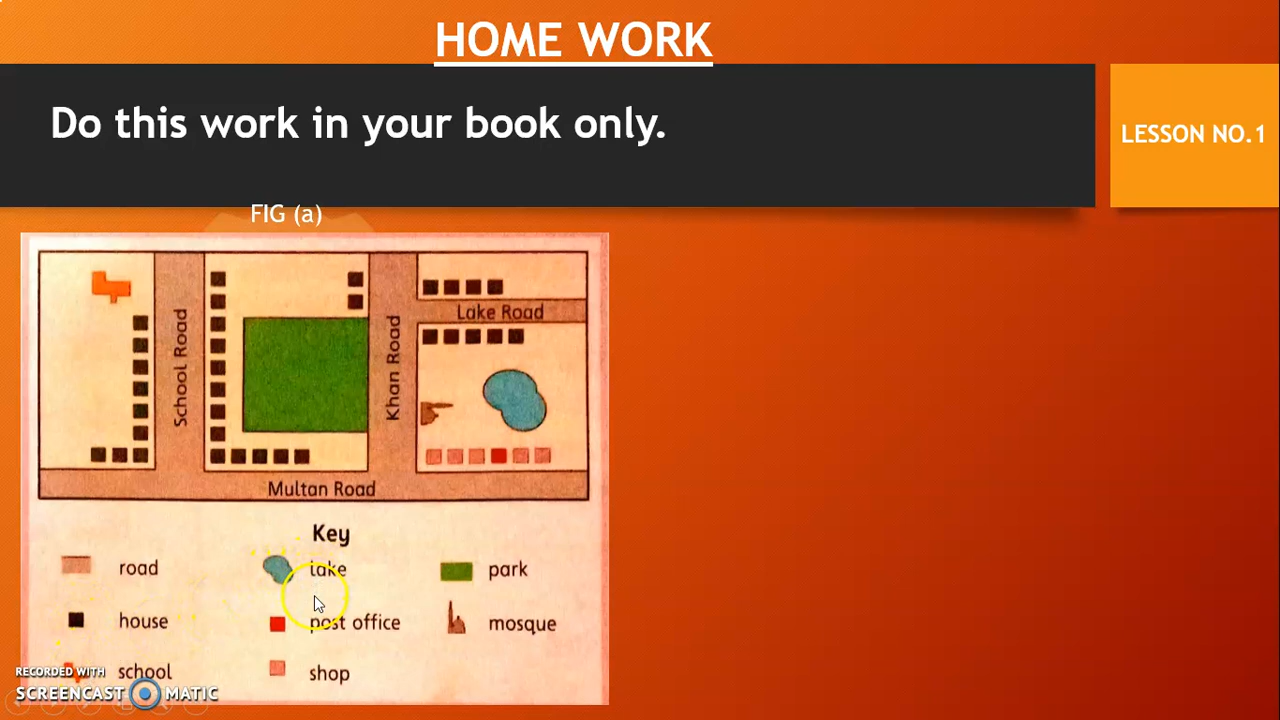 HOME WORK
Do this work in your book only.
LESSON NO.1
FIG (a)
School Road
Khan Road
Lake Road
Multan Road
Key
road
lake
park
house
post office
mosque
school
shop
RECORDED WITH
SCREENCAST MATIC